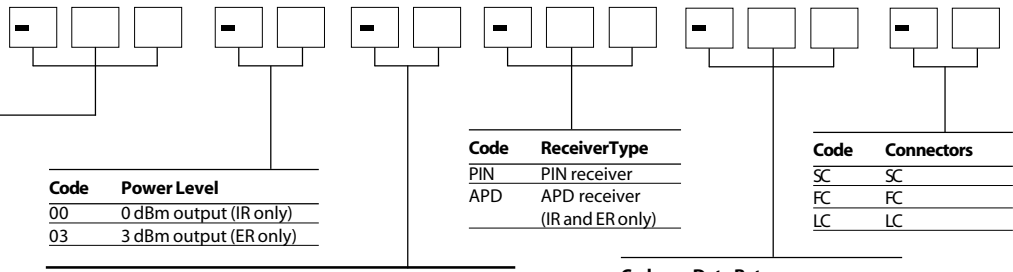 Code Power Level
00 0 dBm output (IR only)
03 3 dBm output (ER only)
Code ReceiverType
PIN PIN receiver
APD APD receiver
(IR and ER only)
Code Connectors
SC SC
FC FC
LC LC